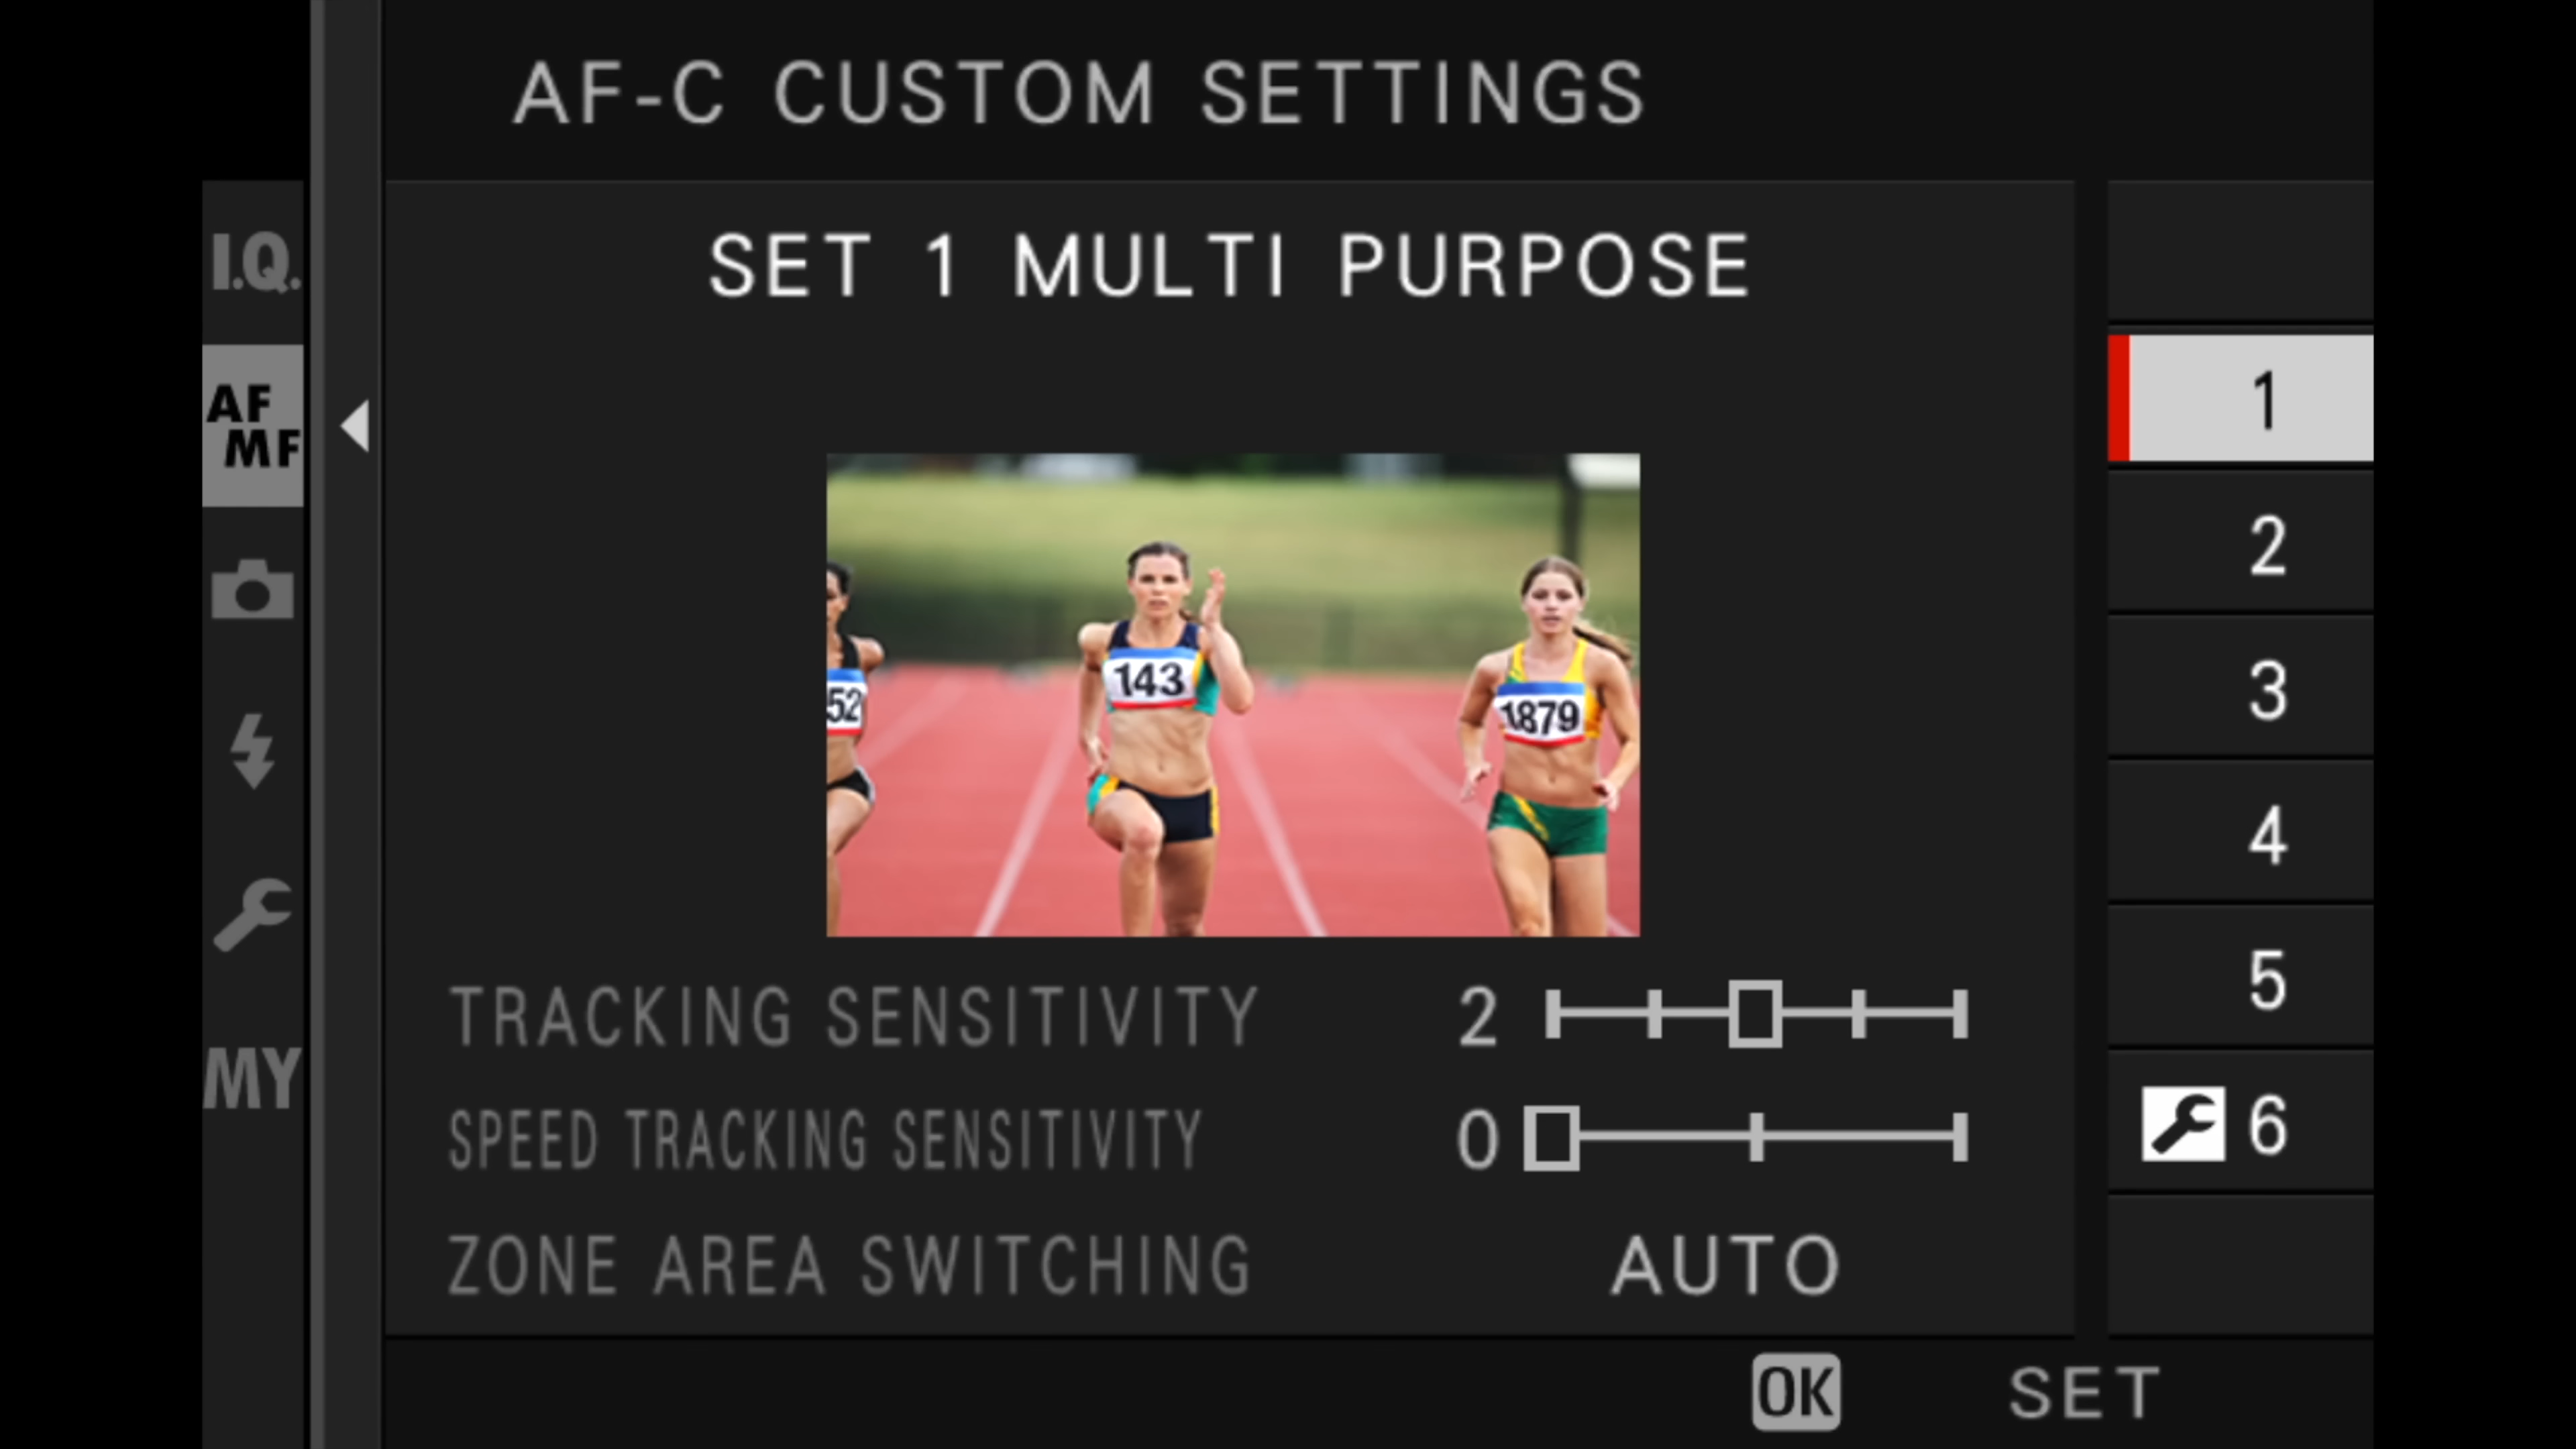 AF-C CUSTOM SETTINGS
SET 1 MULTI PURPOSE
I.Q.
AF
MF
MY
52
143
1879
TRACKING SENSITIVITY 2
SPEED TRACKING SENSITIVITY 0
ZONE AREA SWITCHING AUTO
1
2
3
4
5
6
OK SET